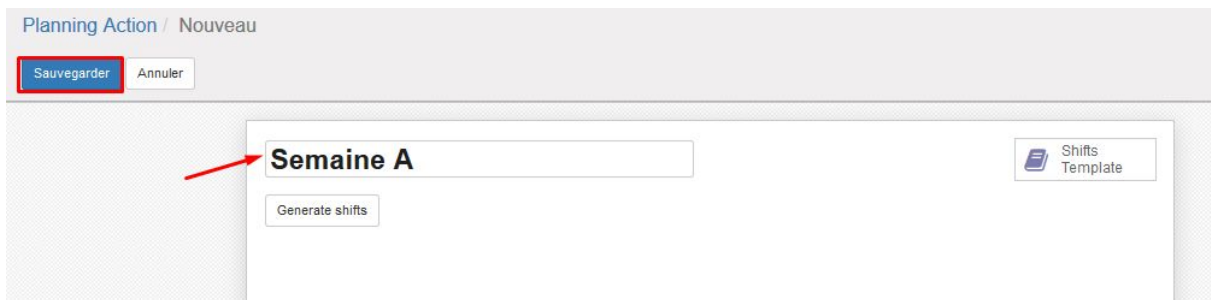 Planning Action / Nouveau
Sauvegarder Annuler
Semaine A
Shifts
Template
Generate shifts